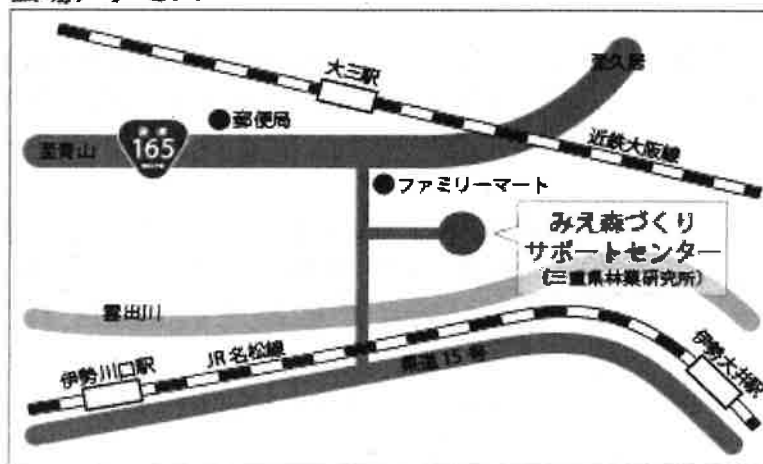 大三駅
至久居
郵便局
至青山
165
近鉄大阪線
ファミリーマート
みえ森づくり
サポートセンター
(三重県林業研究所)
雲出川
JR名松線
伊勢川口駅
県道15号
伊勢大井駅